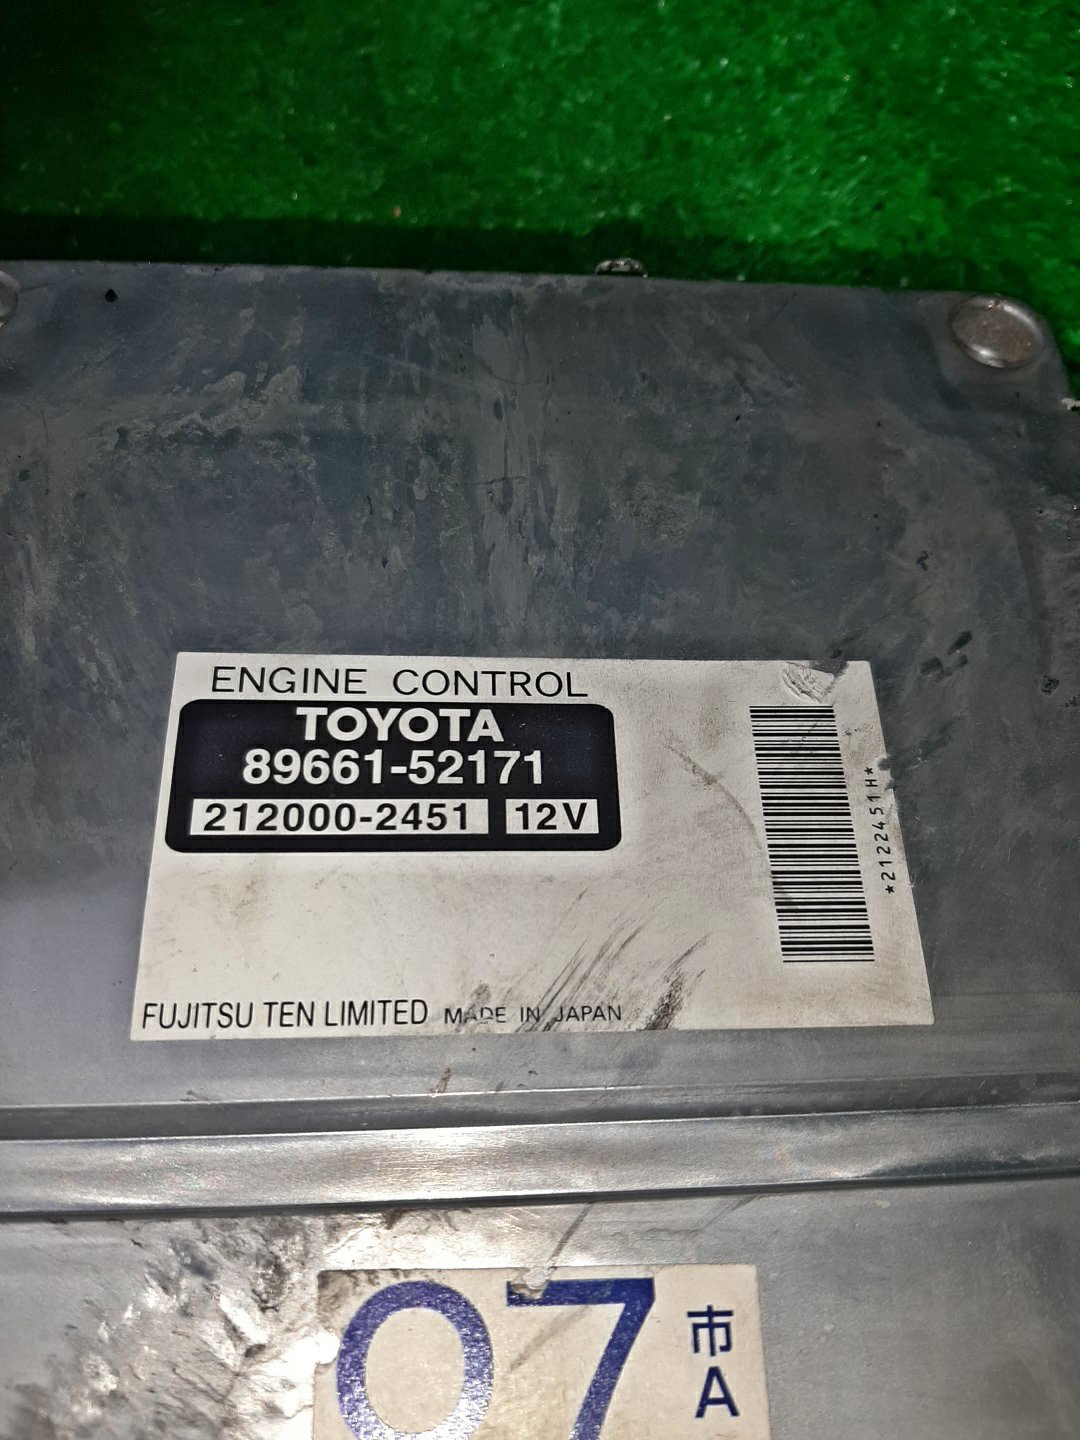 ENGINE CONTROL
TOYOTA
89661-52171
212000-2451 12V
*2122451H*
FUJITSU TEN LIMITED MADE IN JAPAN
07
市
A